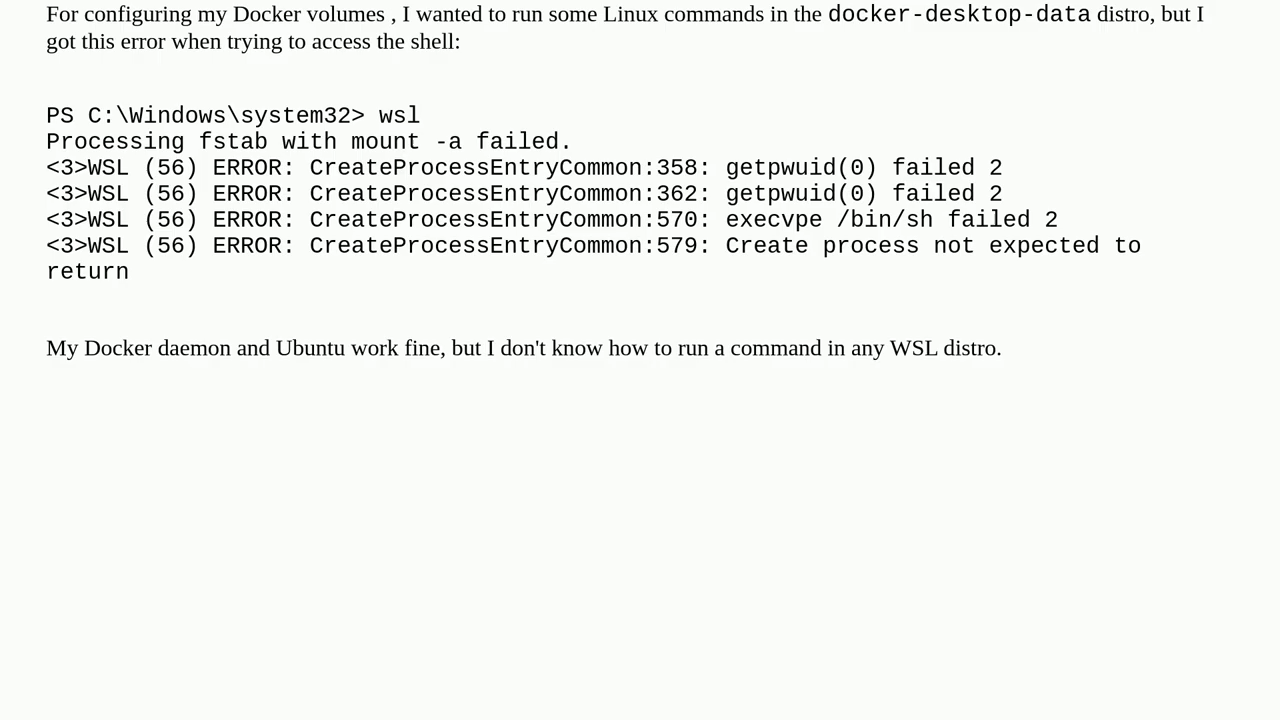 For configuring my Docker volumes , I wanted to run some Linux commands in the docker-desktop-data distro, but I
got this error when trying to access the shell:
PS C:\Windows\system32> wsl
Processing fstab with mount -a failed.
<3>WSL (56) ERROR: CreateProcessEntryCommon:358: getpwuid(0) failed 2
<3>WSL (56) ERROR: CreateProcessEntryCommon:362: getpwuid(0) failed 2
<3>WSL (56) ERROR: CreateProcessEntryCommon:570: execvpe /bin/sh failed 2
<3>WSL (56) ERROR: CreateProcessEntryCommon:579: Create process not expected to
return
My Docker daemon and Ubuntu work fine, but I don't know how to run a command in any WSL distro.